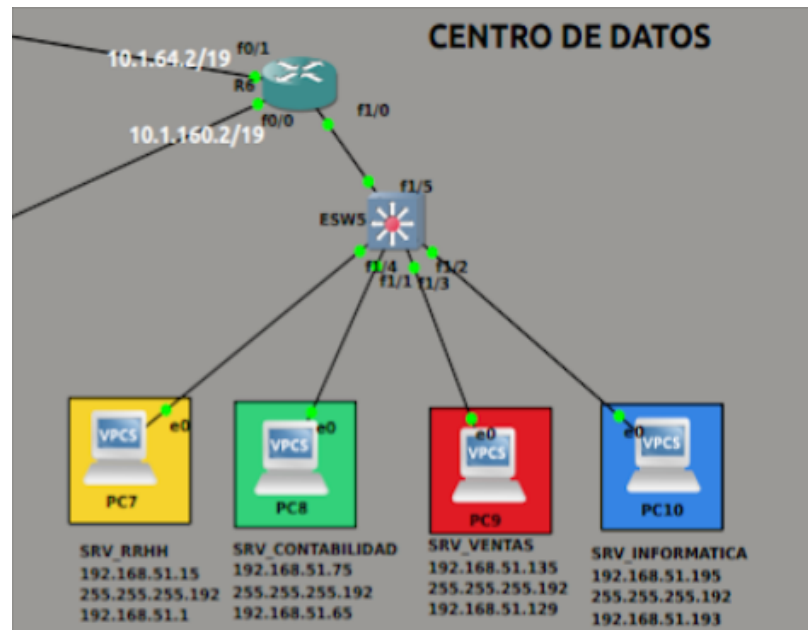 CENTRO DE DATOS
f0/1
10.1.64.2/19
R6
f0/0
f1/0
10.1.160.2/19
f1/5
ESW5
f1/4
f1/2
f1/1
f1/3
VPCS
e0
PC7
VPCS
e0
PC8
VPCS
e0
PC9
VPCS
e0
PC10
SRV_RRHH
192.168.51.15
255.255.255.192
192.168.51.1
SRV_CONTABILIDAD
192.168.51.75
255.255.255.192
192.168.51.65
SRV_VENTAS
192.168.51.135
255.255.255.192
192.168.51.129
SRV_INFORMATICA
192.168.51.195
255.255.255.192
192.168.51.193